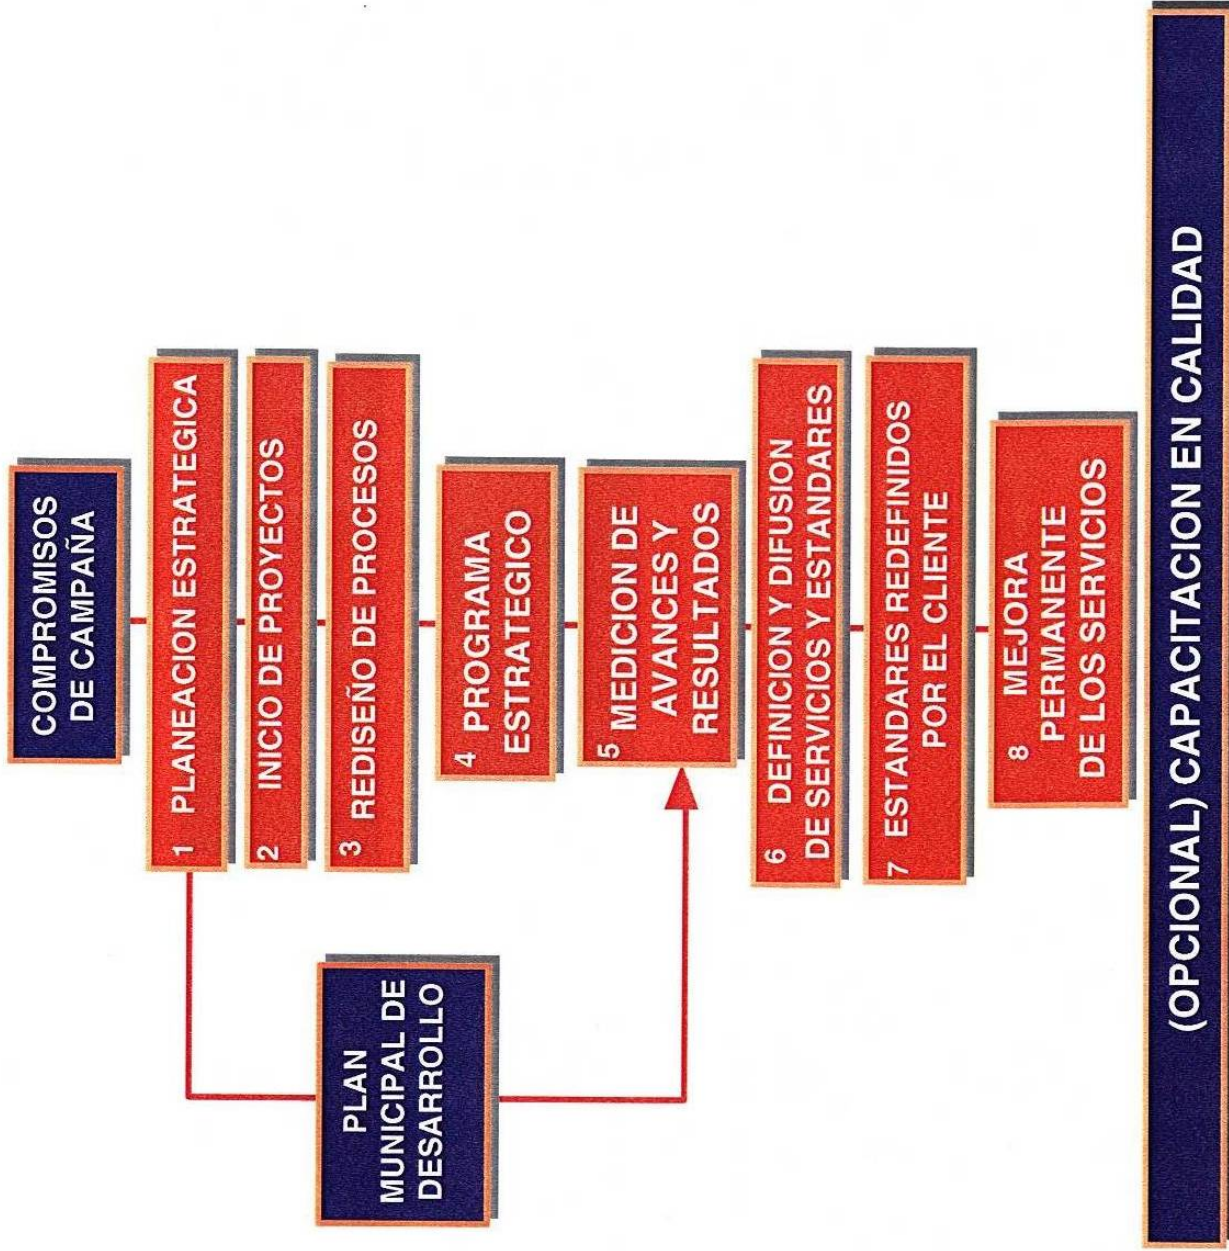 COMPROMISOS
DE CAMPAÑA
1 PLANEACION ESTRATEGICA
2 INICIO DE PROYECTOS
3 REDISEÑO DE PROCESOS
PLAN
MUNICIPAL DE
DESARROLLO
4 PROGRAMA
ESTRATEGICO
5 MEDICION DE
AVANCES Y
RESULTADOS
6 DEFINICION Y DIFUSION
DE SERVICIOS Y ESTANDARES
7 ESTANDARES REDEFINIDOS
POR EL CLIENTE
8 MEJORA
PERMANENTE
DE LOS SERVICIOS
(OPCIONAL) CAPACITACION EN CALIDAD